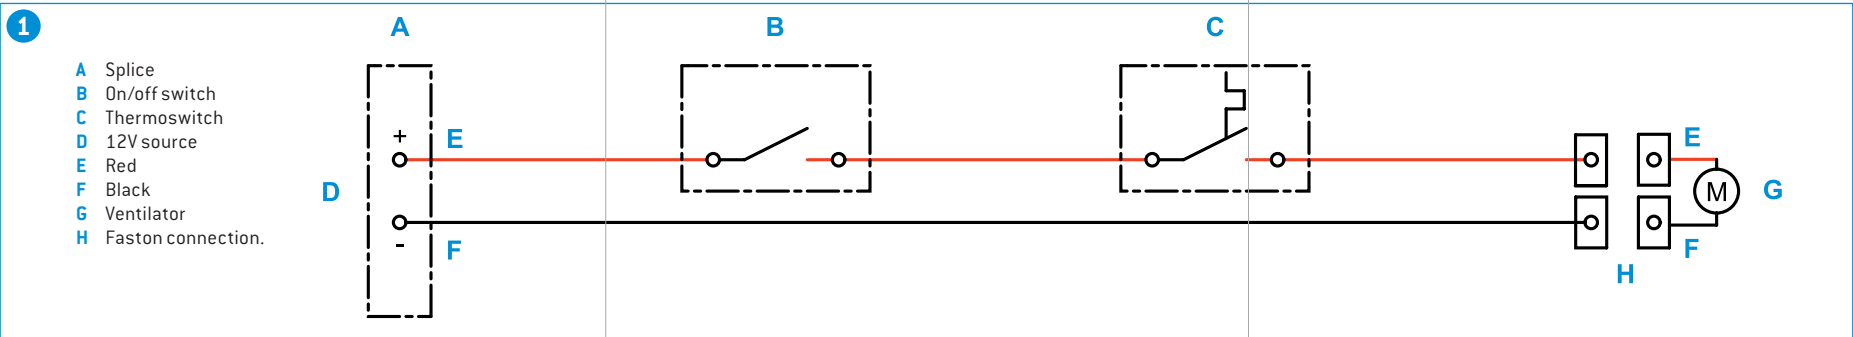 1
A B C
A Splice
B On/off switch
C Thermoswitch
D 12V source
E Red
F Black
G Ventilator
H Faston connection.
+ E E
D M G
- F F
H